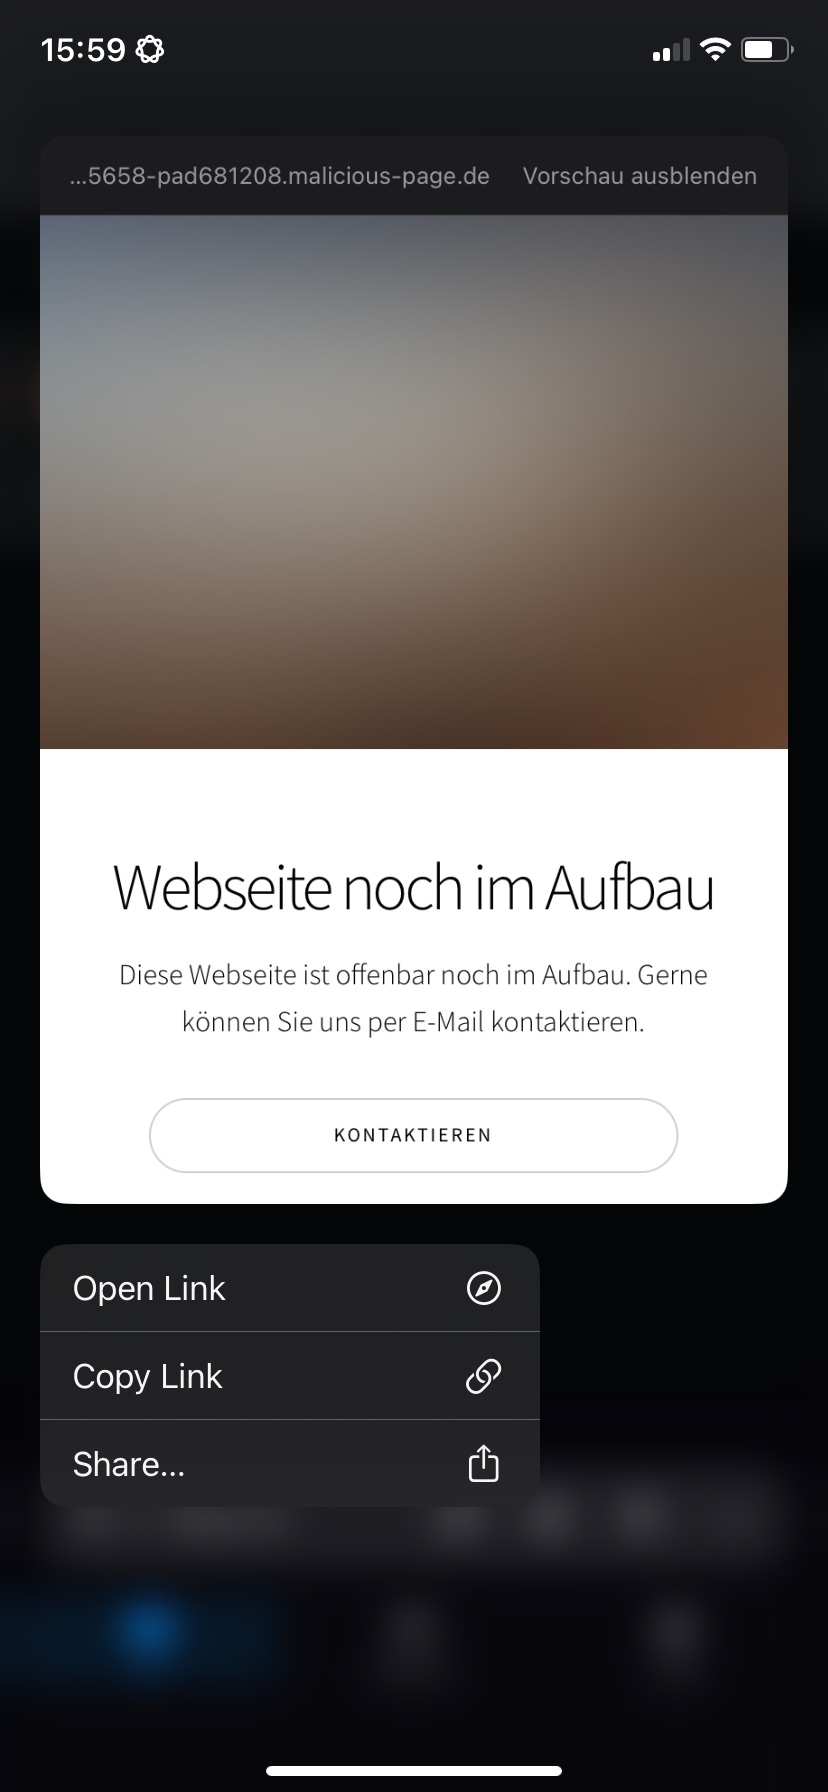 15:59
...5658-pad681208.malicious-page.de Vorschau ausblenden
Webseite noch im Aufbau
Diese Webseite ist offenbar noch im Aufbau. Gerne
können Sie uns per E-Mail kontaktieren.
KONTAKTIEREN
Open Link
Copy Link
Share...